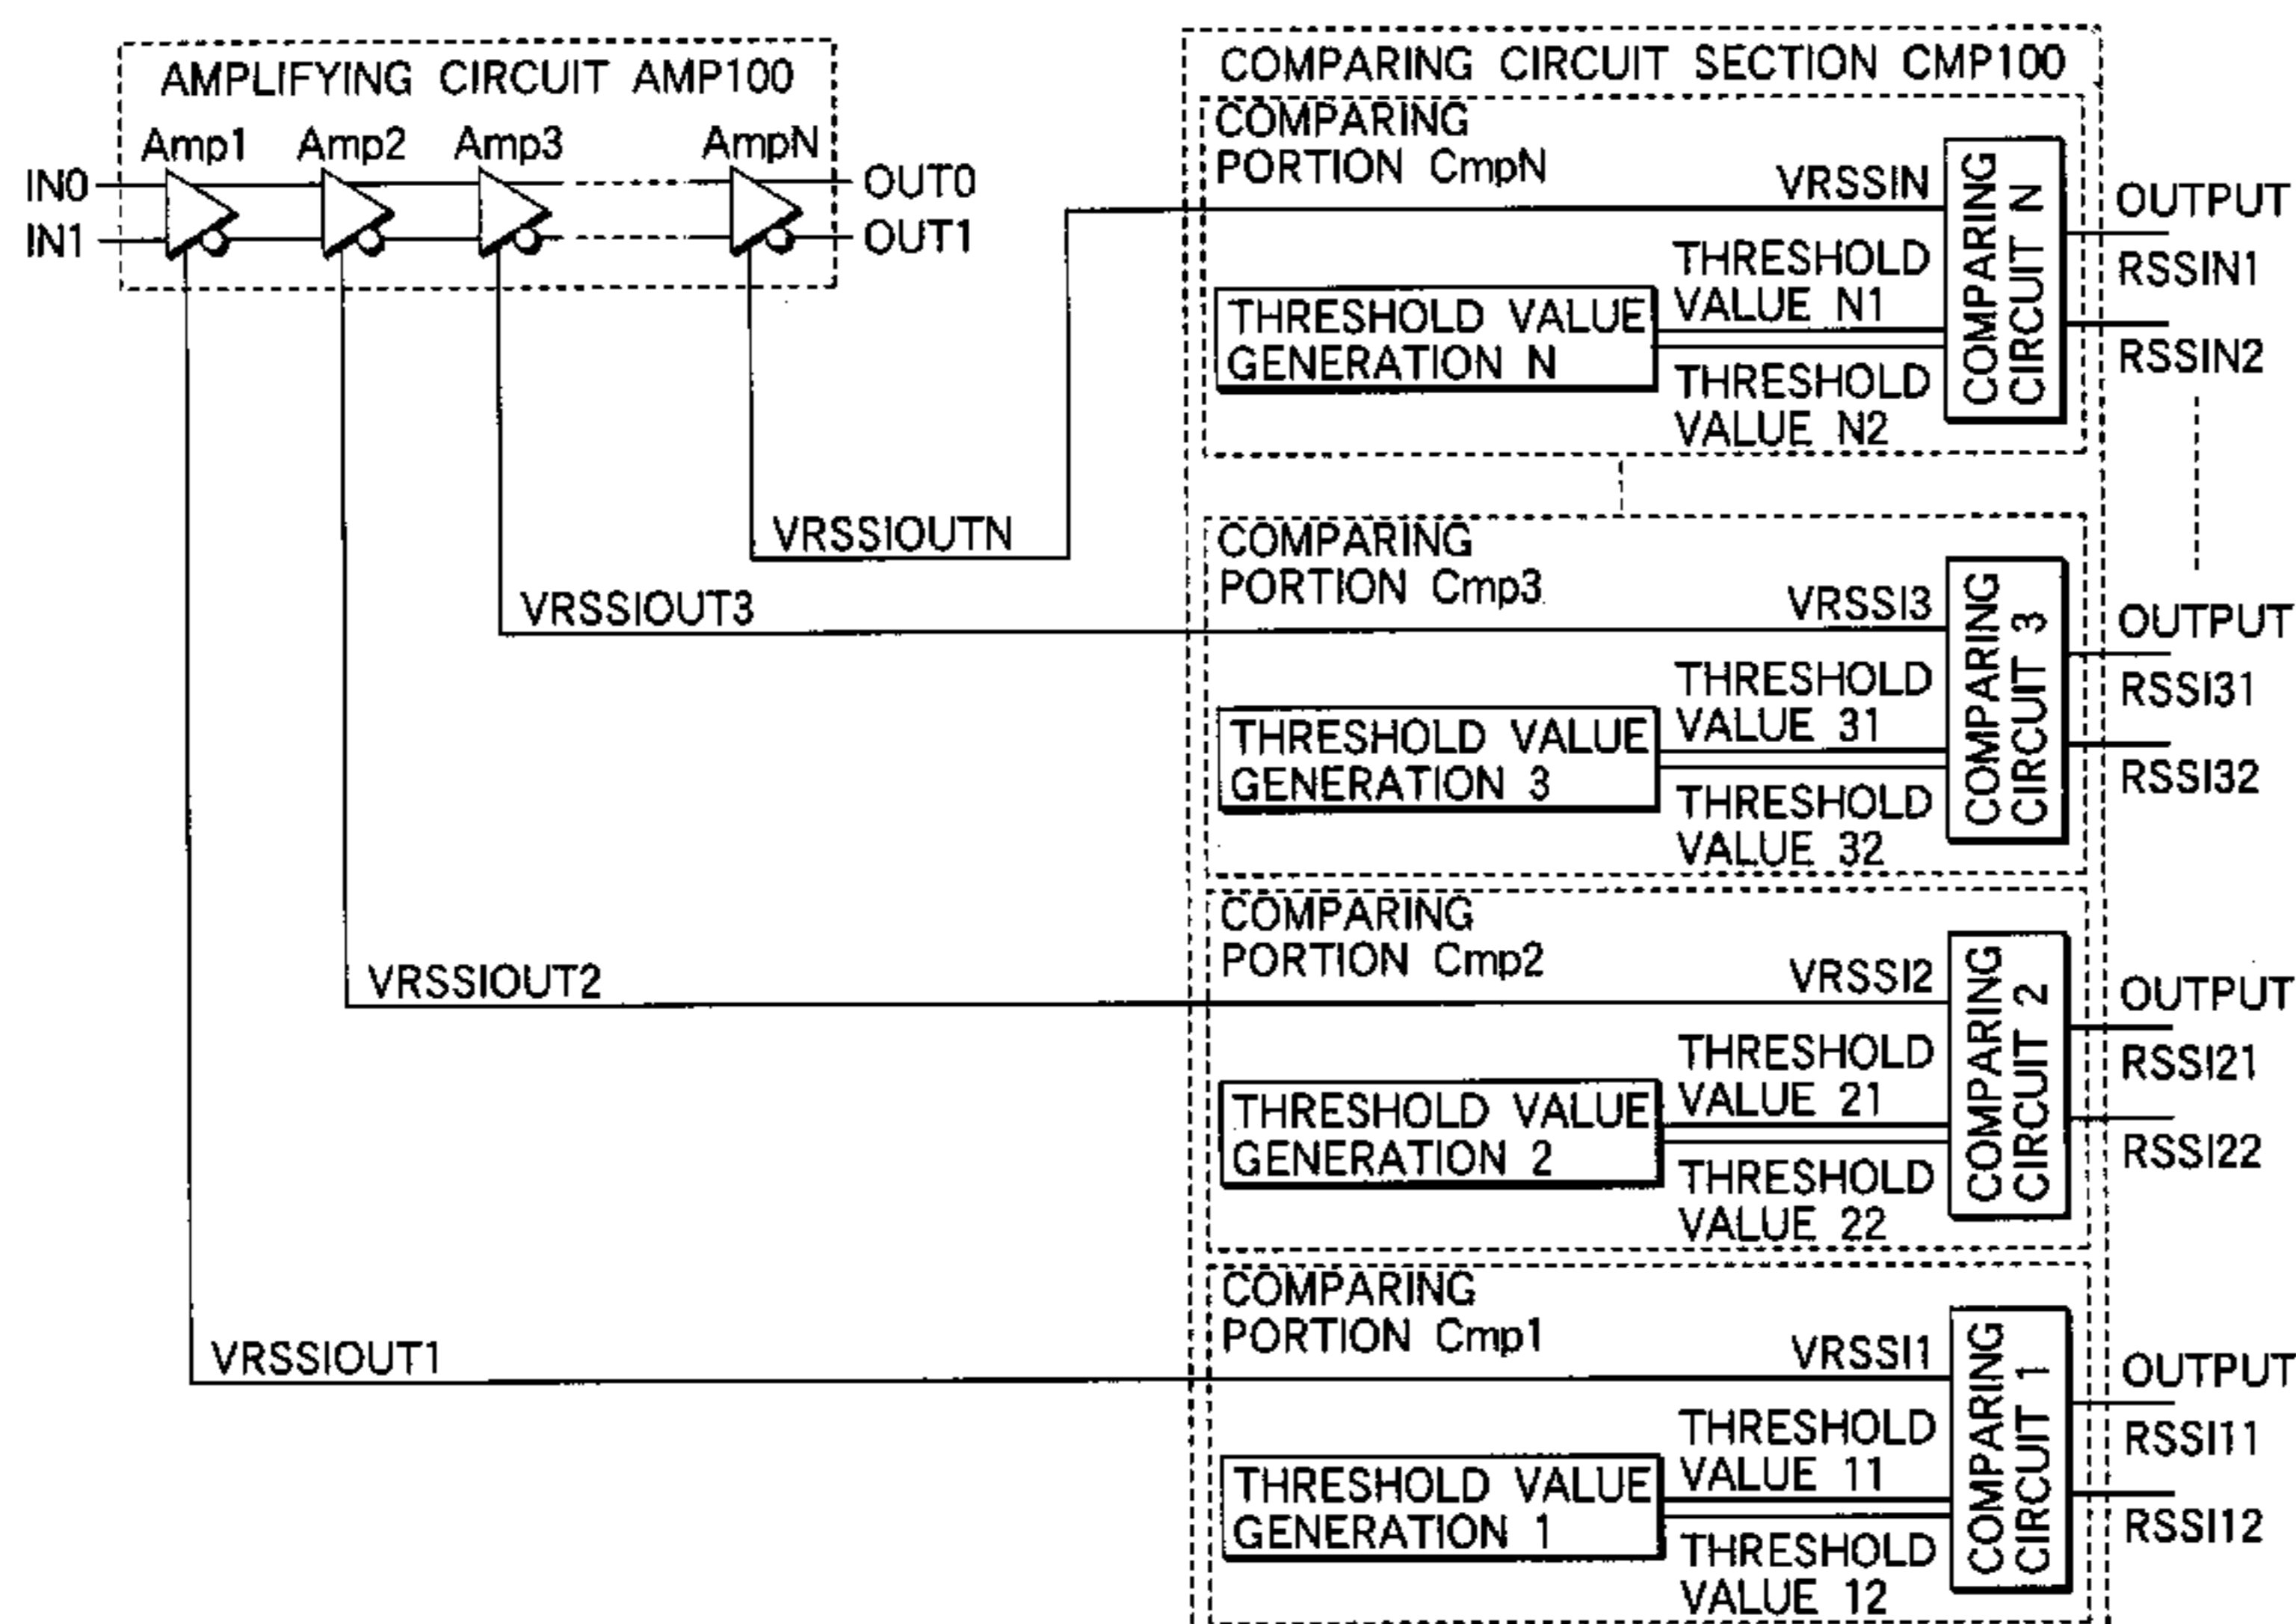 AMPLIFYING CIRCUIT AMP100
Amp1 Amp2 Amp3 AmpN
IN0
IN1
OUT0
OUT1
VRSSIOUTN
VRSSIOUT3
VRSSIOUT2
VRSSIOUT1
COMPARING CIRCUIT SECTION CMP100
COMPARING
PORTION CmpN
VRSSIN
THRESHOLD
VALUE N1
THRESHOLD VALUE
GENERATION N
THRESHOLD
VALUE N2
COMPARING
CIRCUIT N
OUTPUT
RSSIN1
RSSIN2
COMPARING
PORTION Cmp3
VRSSI3
THRESHOLD
VALUE 31
THRESHOLD VALUE
GENERATION 3
THRESHOLD
VALUE 32
COMPARING
CIRCUIT 3
OUTPUT
RSSI31
RSSI32
COMPARING
PORTION Cmp2
VRSSI2
THRESHOLD
VALUE 21
THRESHOLD VALUE
GENERATION 2
THRESHOLD
VALUE 22
COMPARING
CIRCUIT 2
OUTPUT
RSSI21
RSSI22
COMPARING
PORTION Cmp1
VRSSI1
THRESHOLD
VALUE 11
THRESHOLD VALUE
GENERATION 1
THRESHOLD
VALUE 12
COMPARING
CIRCUIT 1
OUTPUT
RSSI11
RSSI12